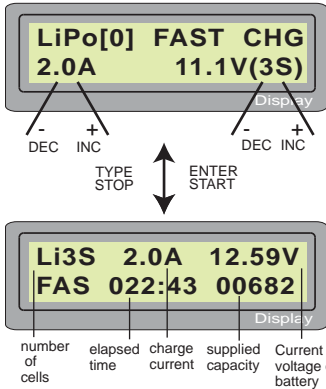 LiPo[0] FAST CHG
2.0A 11.1V(3S)
Display
- + - +
DEC INC DEC INC
TYPE ENTER
STOP START
Li3S 2.0A 12.59V
FAS 022:43 00682
Display
number of cells
elapsed time
charge current
supplied capacity
Current voltage battery